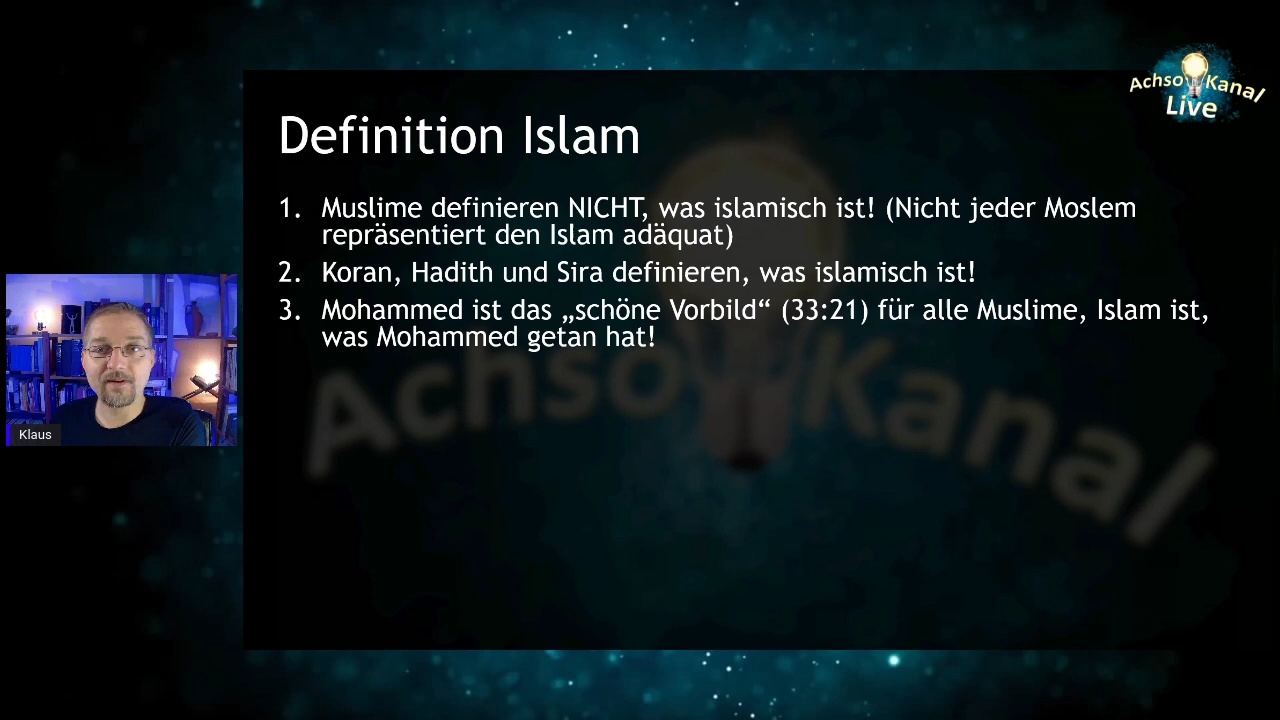 Achso Kanal
Live
Definition Islam
1. Muslime definieren NICHT, was islamisch ist! (Nicht jeder Moslem
repräsentiert den Islam adäquat)
2. Koran, Hadith und Sira definieren, was islamisch ist!
3. Mohammed ist das „schöne Vorbild“ (33:21) für alle Muslime, Islam ist,
was Mohammed getan hat!
Achso Kanal
Klaus